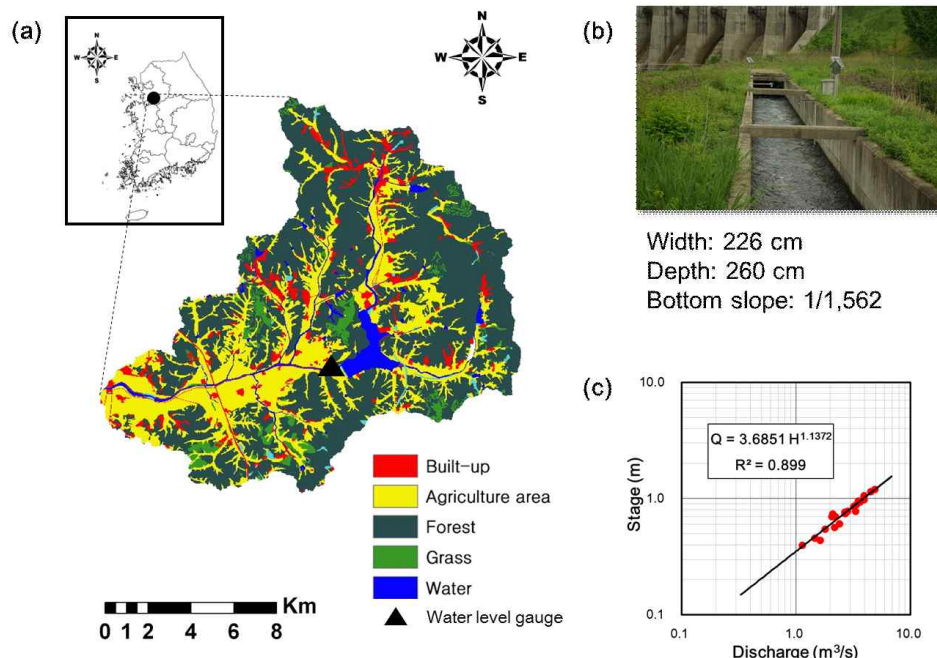 (a)
N
W E
S
N
W E
S
Built-up
Agriculture area
Forest
Grass
Water
Water level gauge
Km
0 1 2 4 6 8
(b)
Width: 226 cm
Depth: 260 cm
Bottom slope: 1/1,562
(c)
Q = 3.6851 H^1.1372
R² = 0.899
Stage (m)
10.0
1.0
0.1
0.1 1.0 10.0
Discharge (m³/s)